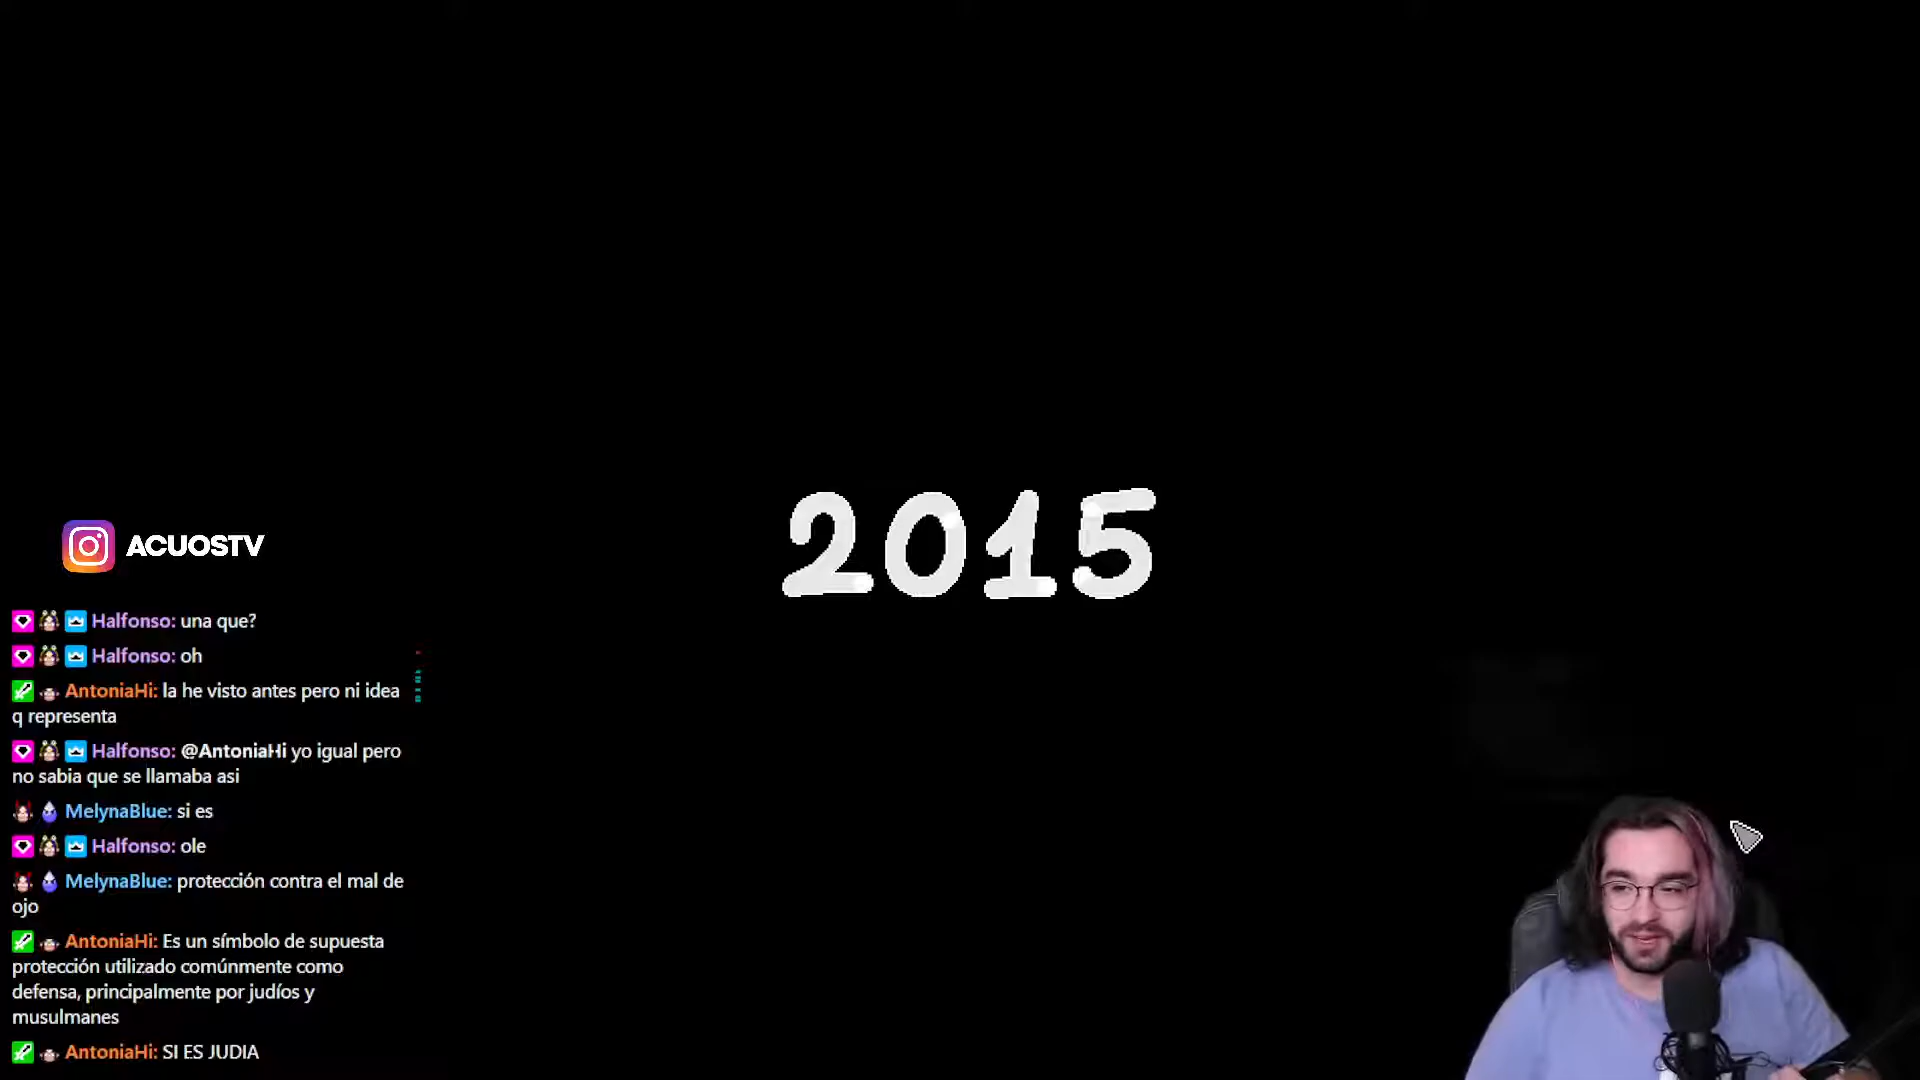 2015
ACUOSTV
Halfonso: una que?
Halfonso: oh
AntoniaHi: la he visto antes pero ni idea
q representa
Halfonso: @AntoniaHi yo igual pero
no sabia que se llamaba asi
MelynaBlue: si es
Halfonso: ole
MelynaBlue: protección contra el mal de
ojo
AntoniaHi: Es un símbolo de supuesta
protección utilizado comúnmente como
defensa, principalmente por judíos y
musulmanes
AntoniaHi: SI ES JUDIA